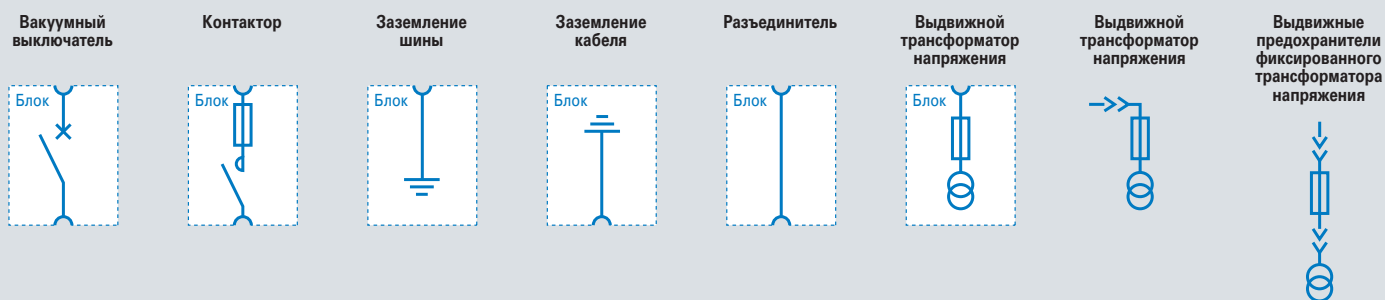 Вакуумный
выключатель
Контактор
Заземление
шины
Заземление
кабеля
Разъединитель
Выдвижной
трансформатор
напряжения
Выдвижной
трансформатор
напряжения
Выдвижные
предохранители
фиксированного
трансформатора
напряжения
Блок
Блок
Блок
Блок
Блок
Блок